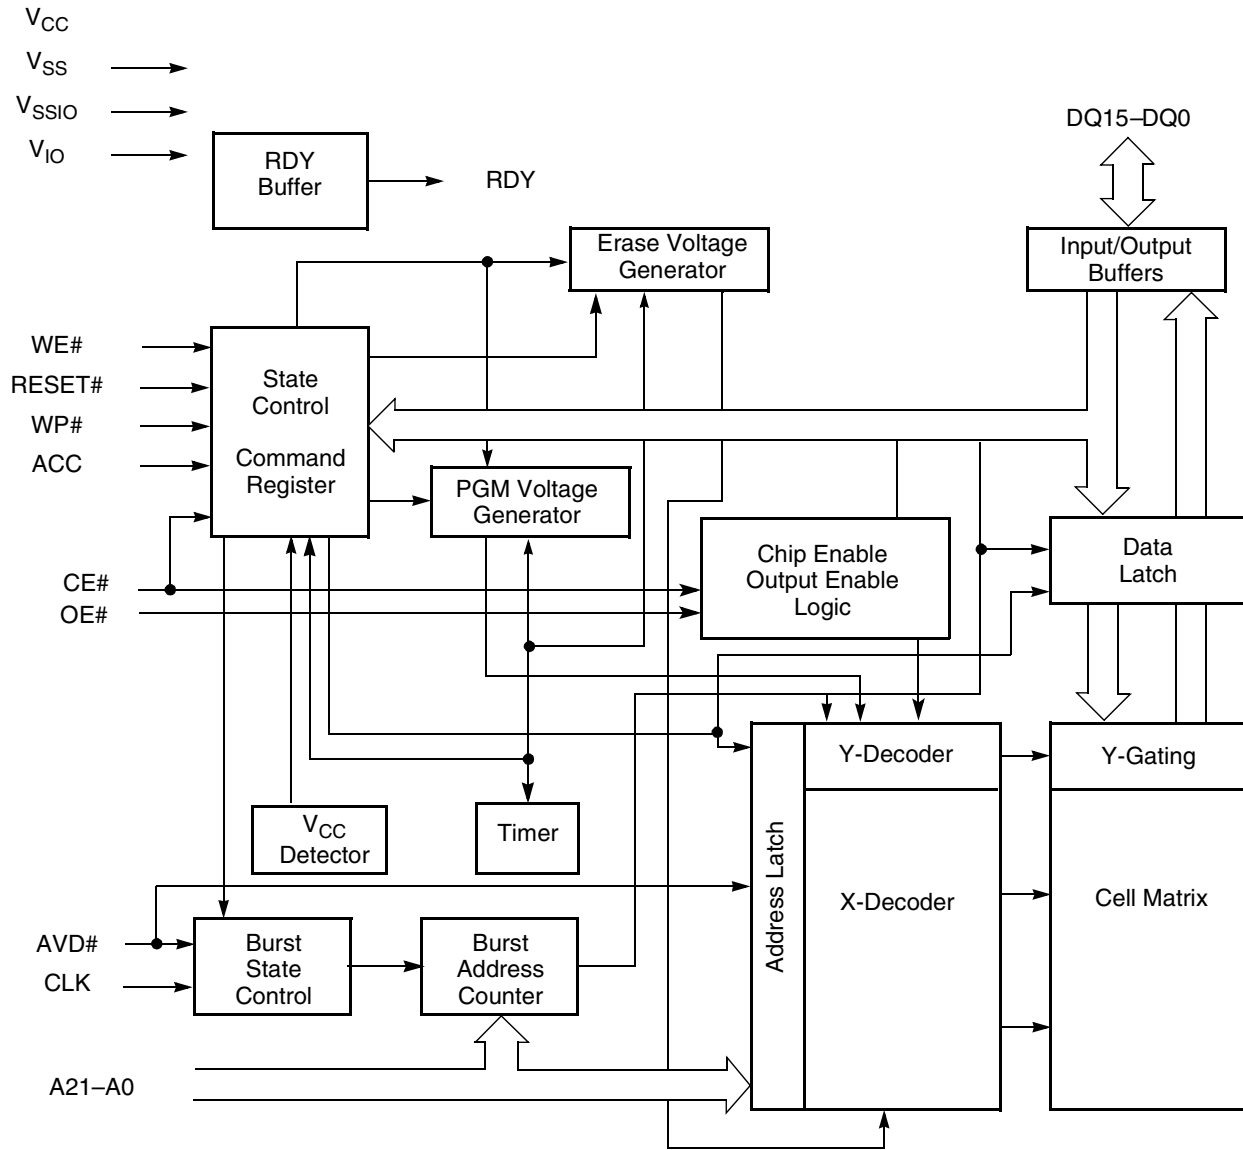 VCC
VSS
VSSIO
VIO
RDY
Buffer
RDY
DQ15–DQ0
Erase Voltage
Generator
Input/Output
Buffers
WE#
RESET#
WP#
ACC
State
Control
Command
Register
PGM Voltage
Generator
CE#
OE#
Chip Enable
Output Enable
Logic
Data
Latch
Y-Decoder
Y-Gating
VCC
Detector
Timer
Address Latch
X-Decoder
Cell Matrix
AVD#
CLK
Burst
State
Control
Burst
Address
Counter
A21–A0